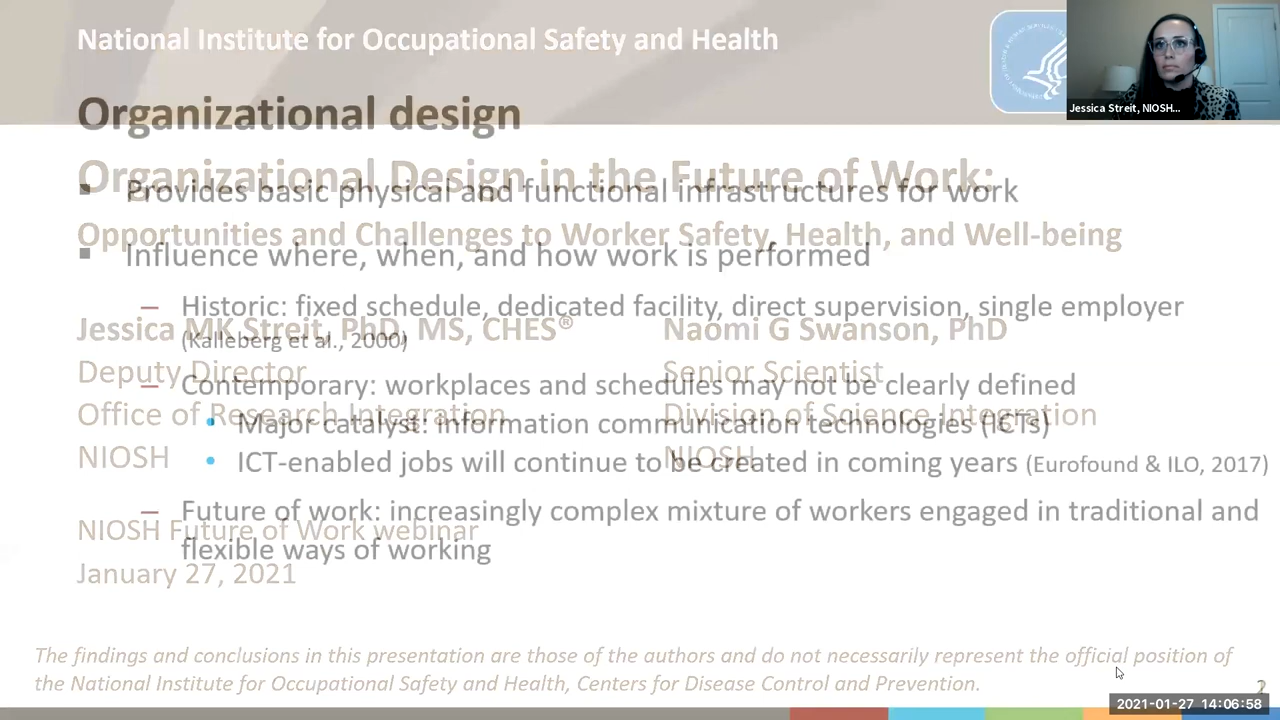 National Institute for Occupational Safety and Health
Jessica Streit, NIOSH...
Organizational design
Organizational Design in the Future of Work:
▪ Provides basic physical and functional infrastructures for work
Opportunities and Challenges to Worker Safety, Health, and Well-being
▪ Influence where, when, and how work is performed
– Historic: fixed schedule, dedicated facility, direct supervision, single employer
(Kalleberg et al., 2000)
Jessica MK Streit, PhD, MS, CHES®
Naomi G Swanson, PhD
Deputy Director
Senior Scientist
– Contemporary: workplaces and schedules may not be clearly defined
Office of Research Integration
Division of Science Integration
• Major catalyst: information communication technologies (ICTs)
NIOSH
NIOSH
• ICT-enabled jobs will continue to be created in coming years (Eurofound & ILO, 2017)
– Future of work: increasingly complex mixture of workers engaged in traditional and
flexible ways of working
NIOSH Future of Work webinar
January 27, 2021
The findings and conclusions in this presentation are those of the authors and do not necessarily represent the official position of
the National Institute for Occupational Safety and Health, Centers for Disease Control and Prevention.
2021-01-27 14:06:58